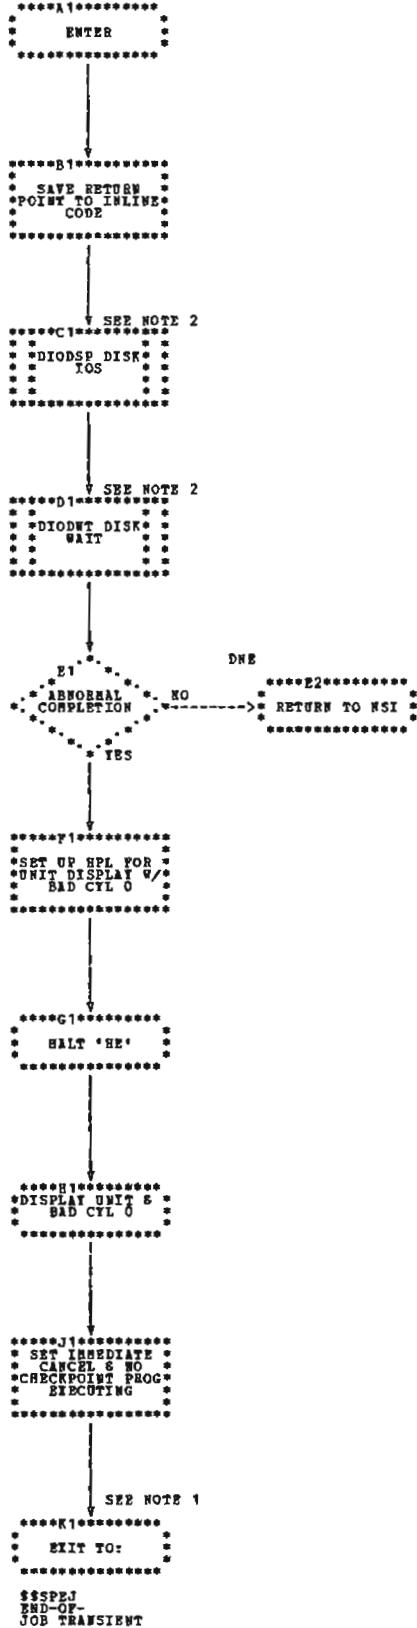 A1
ENTER
B1
SAVE RETURN
POINT TO INLINE
CODE
SEE NOTE 2
C1
DIODSP DISK
IOS
SEE NOTE 2
D1
DIODWT DISK
WAIT
E1
ABNORMAL
COMPLETION
NO
YES
DNE
E2
RETURN TO NSI
F1
SET UP HPL FOR
UNIT DISPLAY W/
BAD CYL 0
G1
HALT 'HE'
H1
DISPLAY UNIT &
BAD CYL 0
J1
SET IMMEDIATE
CANCEL & NO
CHECKPOINT PROG
EXECUTING
SEE NOTE 1
K1
EXIT TO:
$$SPEJ
END-OF-
JOB TRANSIENT